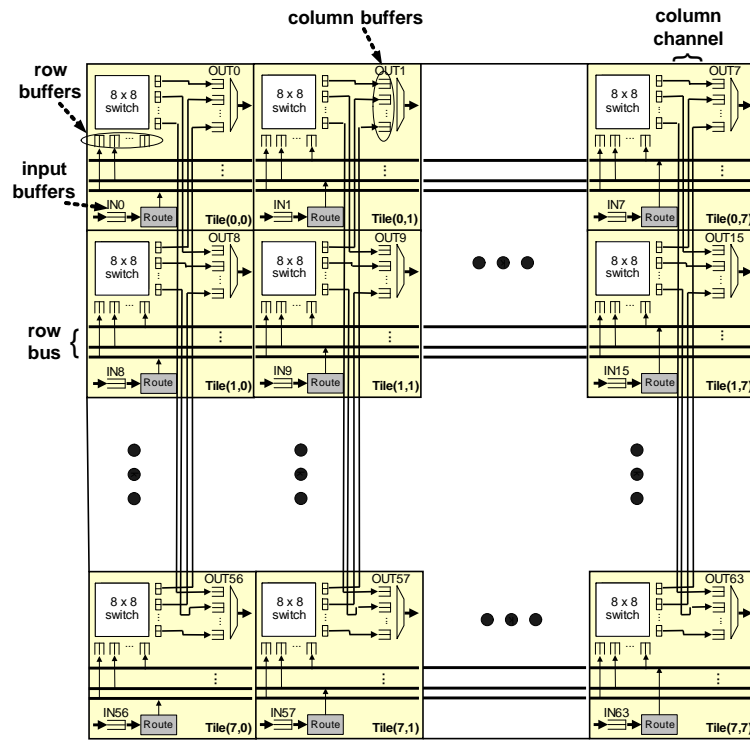 column buffers
column
channel
row
buffers
input
buffers
row
bus
OUT0
8 x 8
switch
IN0
Route
Tile(0,0)
OUT1
8 x 8
switch
IN1
Route
Tile(0,1)
OUT7
8 x 8
switch
IN7
Route
Tile(0,7)
OUT8
8 x 8
switch
IN8
Route
Tile(1,0)
OUT9
8 x 8
switch
IN9
Route
Tile(1,1)
OUT15
8 x 8
switch
IN15
Route
Tile(1,7)
OUT56
8 x 8
switch
IN56
Route
Tile(7,0)
OUT57
8 x 8
switch
IN57
Route
Tile(7,1)
OUT63
8 x 8
switch
IN63
Route
Tile(7,7)